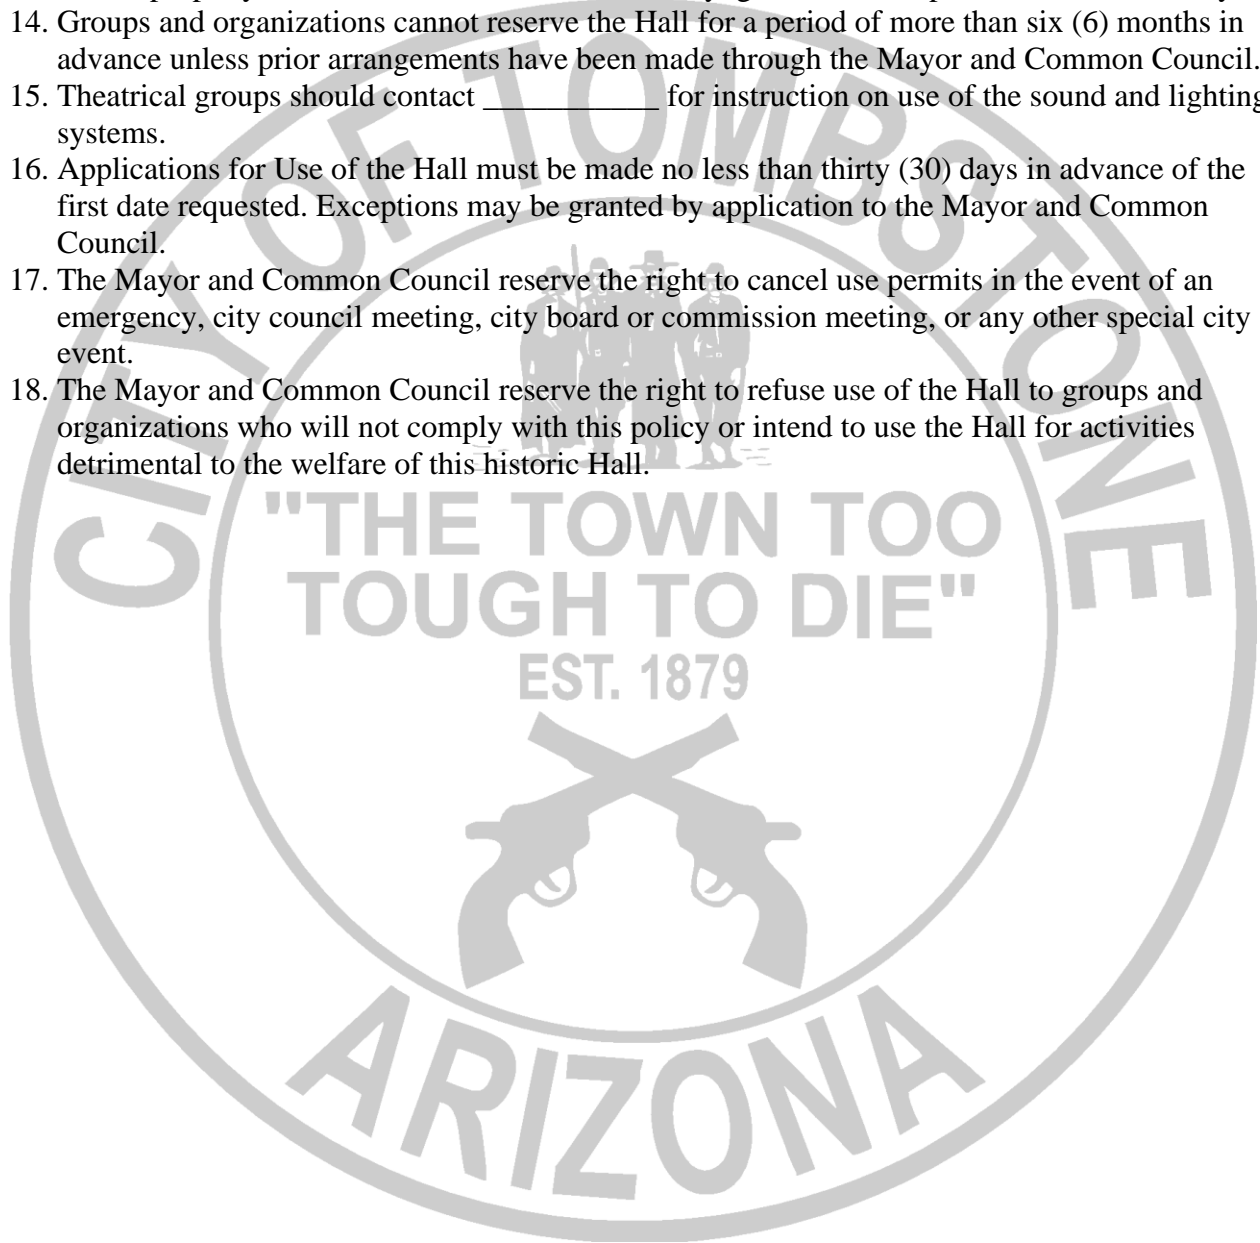 14. Groups and organizations cannot reserve the Hall for a period of more than six (6) months in
advance unless prior arrangements have been made through the Mayor and Common Council.
15. Theatrical groups should contact ___________ for instruction on use of the sound and lighting
systems.
16. Applications for Use of the Hall must be made no less than thirty (30) days in advance of the
first date requested. Exceptions may be granted by application to the Mayor and Common
Council.
17. The Mayor and Common Council reserve the right to cancel use permits in the event of an
emergency, city council meeting, city board or commission meeting, or any other special city
event.
18. The Mayor and Common Council reserve the right to refuse use of the Hall to groups and
organizations who will not comply with this policy or intend to use the Hall for activities
detrimental to the welfare of this historic Hall.
CITY OF TOMBSTONE
"THE TOWN TOO
TOUGH TO DIE"
EST. 1879
ARIZONA